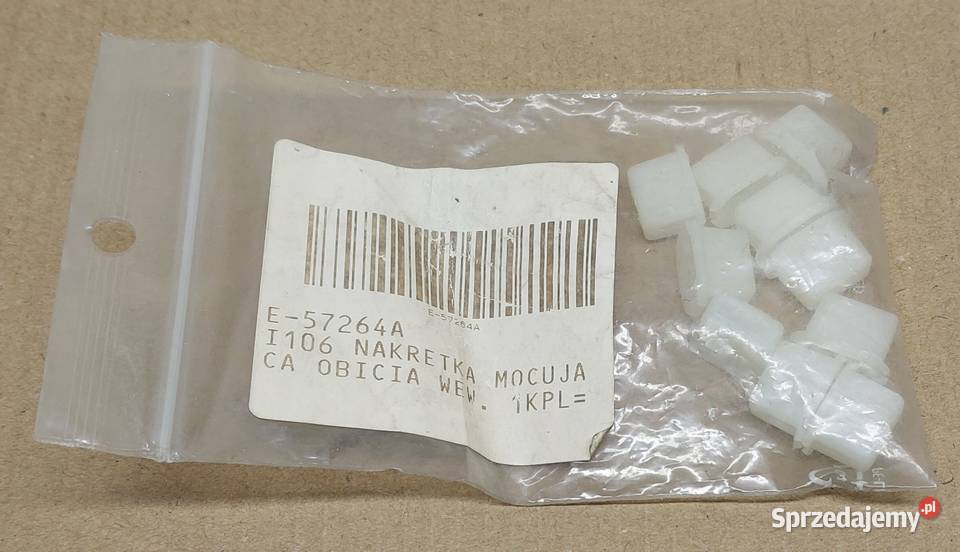 E-57264A
E-57264A
I106 NAKRETKA MOCUJA
CA OBICIA WEW. 1KPL=
Sprzedajemy.pl